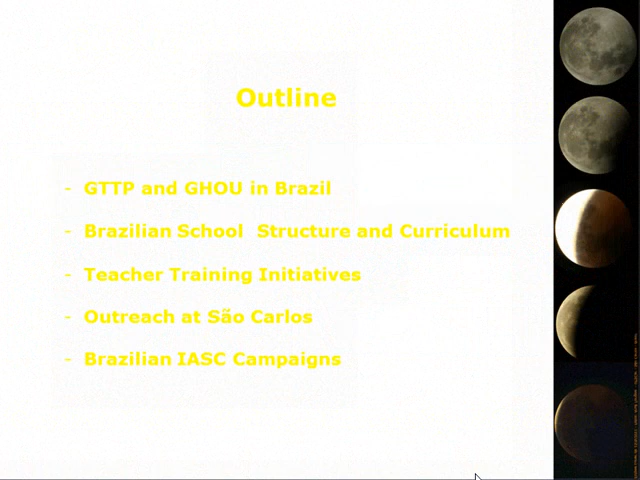 Outline
- GTTP and GHOU in Brazil
- Brazilian School Structure and Curriculum
- Teacher Training Initiatives
- Outreach at São Carlos
- Brazilian IASC Campaigns